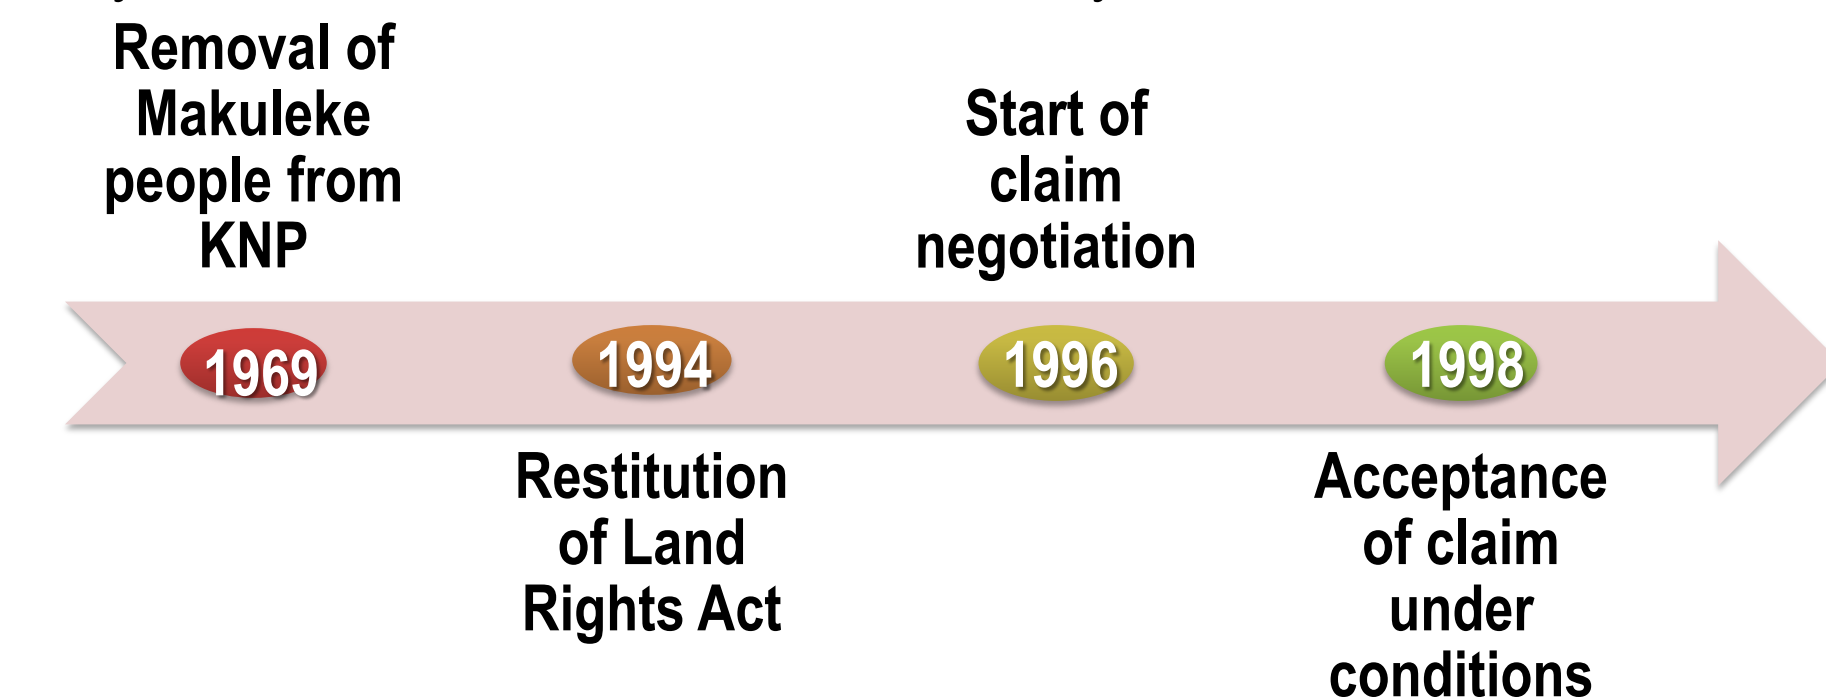 Removal of
Makuleke
people from
KNP
Start of
claim
negotiation
1969
1994
1996
1998
Restitution
of Land
Rights Act
Acceptance
of claim
under
conditions